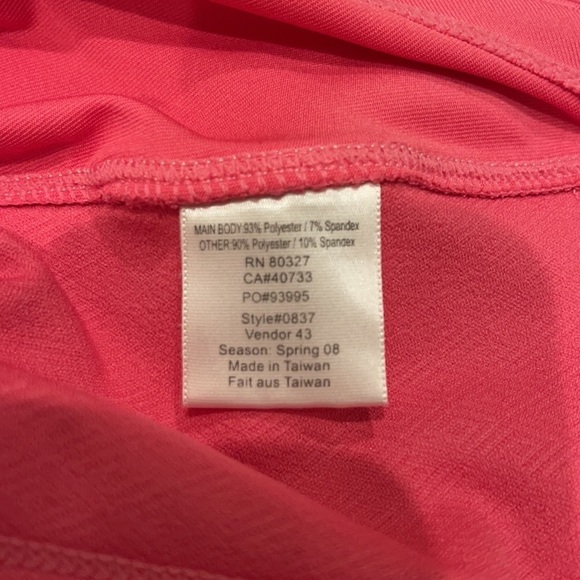 MAIN BODY:93% Polyester / 7% Spandex
OTHER:90% Polyester / 10% Spandex
RN 80327
CA#40733
PO#93995
Style#0837
Vendor 43
Season: Spring 08
Made in Taiwan
Fait aus Taiwan